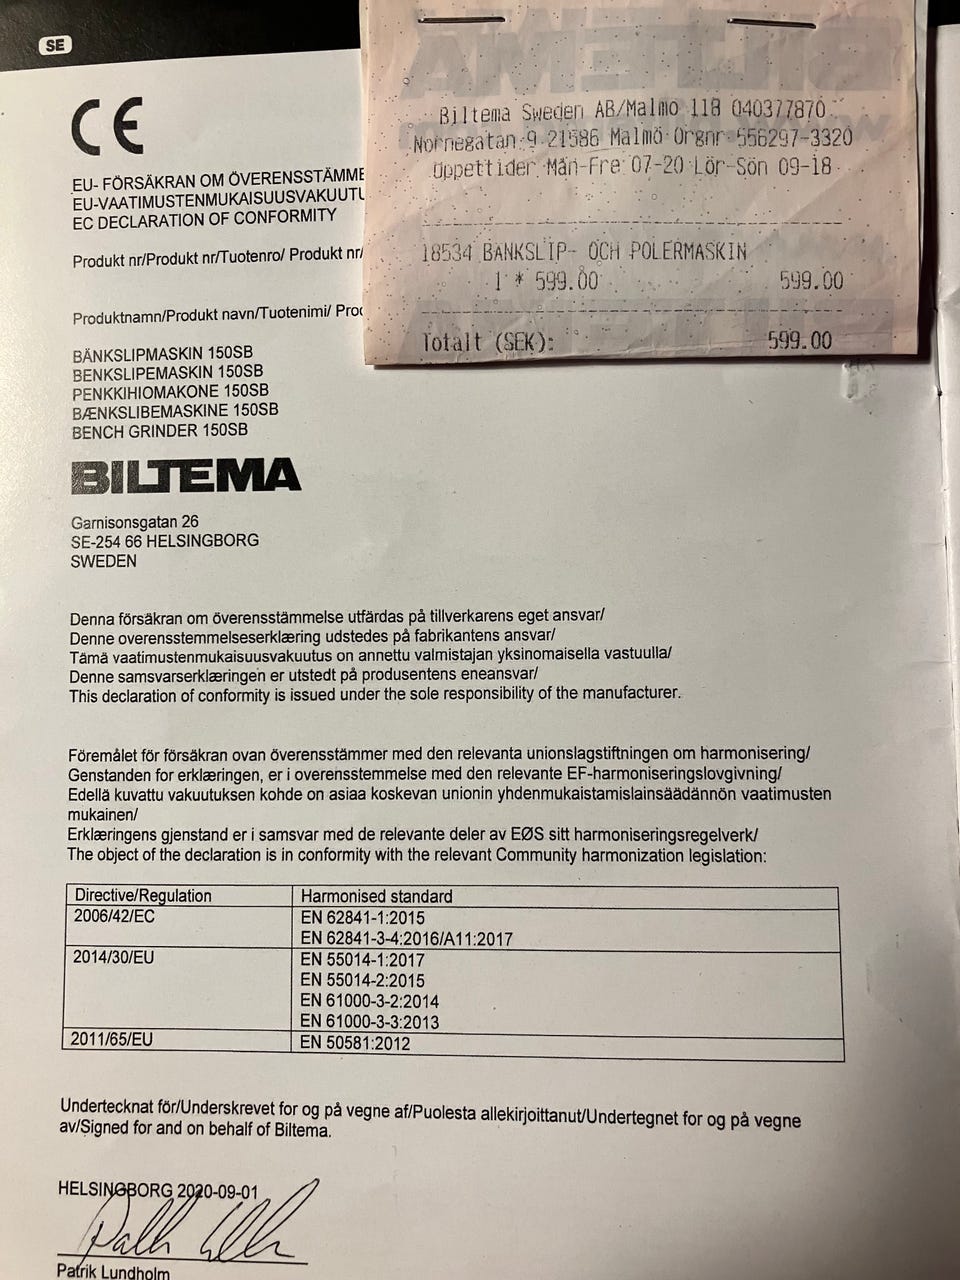 SE
CE
Biltema Sweden AB/Malmö 118 040377870
Norregatan 9 21586 Malmö Orgnr 556297-3320
Öppettider Mån-Fre 07-20 Lör-Sön 09-18
18534 BÄNKSLIP- OCH POLERMASKIN
1 * 599.00 599.00
Totalt (SEK): 599.00
EU- FÖRSÄKRAN OM ÖVERENSSTÄMME
EU-VAATIMUSTENMUKAISUUSVAKUUTU
EC DECLARATION OF CONFORMITY
Produkt nr/Produkt nr/Tuotenro/ Produkt nr/
Produktnamn/Produkt navn/Tuotenimi/ Proc
BÄNKSLIPMASKIN 150SB
BENKSLIPEMASKIN 150SB
PENKKIHIOMAKONE 150SB
BÆNKSLIBEMASKINE 150SB
BENCH GRINDER 150SB
BILTEMA
Garnisonsgatan 26
SE-254 66 HELSINGBORG
SWEDEN
Denna försäkran om överensstämmelse utfärdas på tillverkarens eget ansvar/
Denne overensstemmelseserklæring udstedes på fabrikantens ansvar/
Tämä vaatimustenmukaisuusvakuutus on annettu valmistajan yksinomaisella vastuulla/
Denne samsvarserklæringen er utstedt på produsentens eneansvar/
This declaration of conformity is issued under the sole responsibility of the manufacturer.
Föremålet för försäkran ovan överensstämmer med den relevanta unionslagstiftningen om harmonisering/
Genstanden for erklæringen, er i overensstemmelse med den relevante EF-harmoniseringslovgivning/
Edellä kuvattu vakuutuksen kohde on asiaa koskevan unionin yhdenmukaistamislainsäädännön vaatimusten
mukainen/
Erklæringens gjenstand er i samsvar med de relevante deler av EØS sitt harmoniseringsregelverk/
The object of the declaration is in conformity with the relevant Community harmonization legislation:
Directive/Regulation Harmonised standard
2006/42/EC EN 62841-1:2015
EN 62841-3-4:2016/A11:2017
2014/30/EU EN 55014-1:2017
EN 55014-2:2015
EN 61000-3-2:2014
EN 61000-3-3:2013
2011/65/EU EN 50581:2012
Undertecknat för/Underskrevet for og på vegne af/Puolesta allekirjoittanut/Undertegnet for og på vegne
av/Signed for and on behalf of Biltema.
HELSINGBORG 2020-09-01
Patrik Lundholm